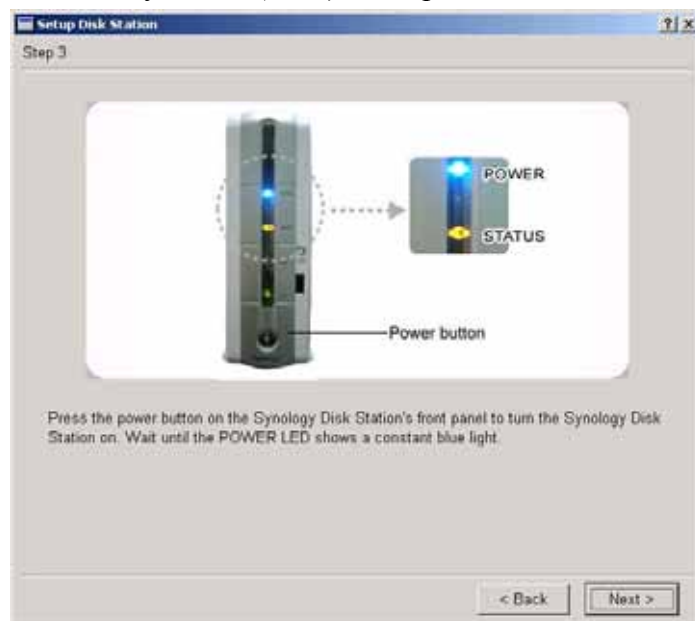 Setup Disk Station
Step 3
POWER
STATUS
Power button
Press the power button on the Synology Disk Station's front panel to turn the Synology Disk
Station on. Wait until the POWER LED shows a constant blue light.
< Back
Next >